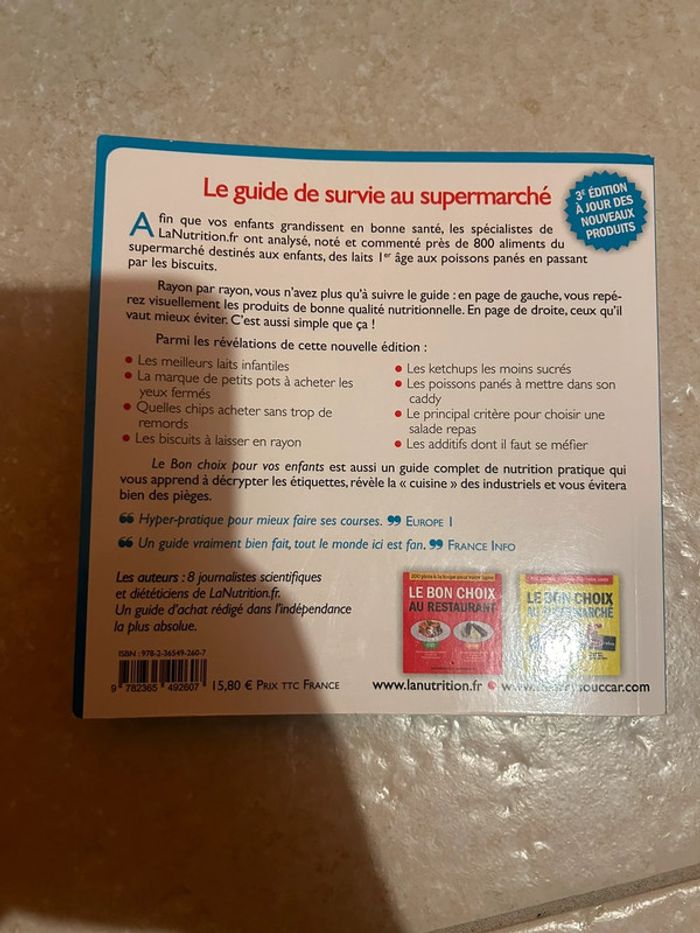 Le guide de survie au supermarché
3E ÉDITION
À JOUR DES
NOUVEAUX
PRODUITS
Afin que vos enfants grandissent en bonne santé, les spécialistes de
LaNutrition.fr ont analysé, noté et commenté près de 800 aliments du
supermarché destinés aux enfants, des laits 1er âge aux poissons panés en passant
par les biscuits.
Rayon par rayon, vous n'avez plus qu'à suivre le guide : en page de gauche, vous repé-
rez visuellement les produits de bonne qualité nutritionnelle. En page de droite, ceux qu'il
vaut mieux éviter. C'est aussi simple que ça !
Parmi les révélations de cette nouvelle édition :
• Les meilleurs laits infantiles
• La marque de petits pots à acheter les
yeux fermés
• Quelles chips acheter sans trop de
remords
• Les biscuits à laisser en rayon
• Les ketchups les moins sucrés
• Les poissons panés à mettre dans son
caddy
• Le principal critère pour choisir une
salade repas
• Les additifs dont il faut se méfier
Le Bon choix pour vos enfants est aussi un guide complet de nutrition pratique qui
vous apprend à décrypter les étiquettes, révèle la « cuisine » des industriels et vous évitera
bien des pièges.
❝ Hyper-pratique pour mieux faire ses courses. ❞ EUROPE 1
❝ Un guide vraiment bien fait, tout le monde ici est fan. ❞ FRANCE INFO
Les auteurs : 8 journalistes scientifiques
et diététiciens de LaNutrition.fr.
Un guide d'achat rédigé dans l'indépendance
la plus absolue.
LE BON CHOIX
AU RESTAURANT
LE BON CHOIX
AU SUPERMARCHÉ
ISBN : 978-2-36549-260-7
9 782365 492607
15,80 € PRIX TTC FRANCE
www.lanutrition.fr •
souccar.com